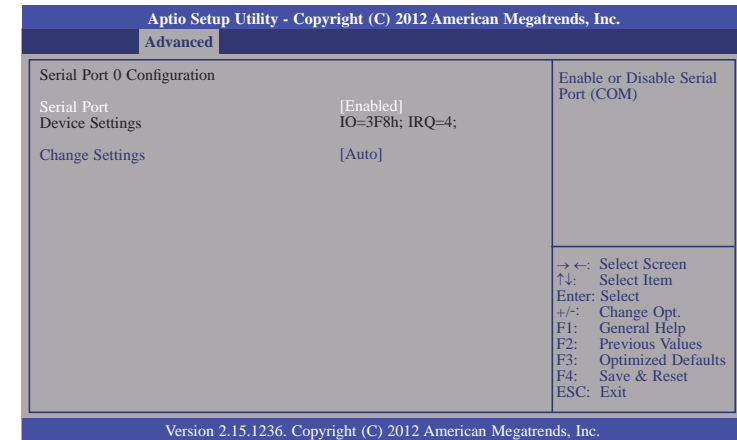 Aptio Setup Utility - Copyright (C) 2012 American Megatrends, Inc.
Advanced
Serial Port 0 Configuration
Serial Port [Enabled]
Device Settings IO=3F8h; IRQ=4;
Change Settings [Auto]
Enable or Disable Serial
Port (COM)
→ ←: Select Screen
↑↓: Select Item
Enter: Select
+/-: Change Opt.
F1: General Help
F2: Previous Values
F3: Optimized Defaults
F4: Save & Reset
ESC: Exit
Version 2.15.1236. Copyright (C) 2012 American Megatrends, Inc.